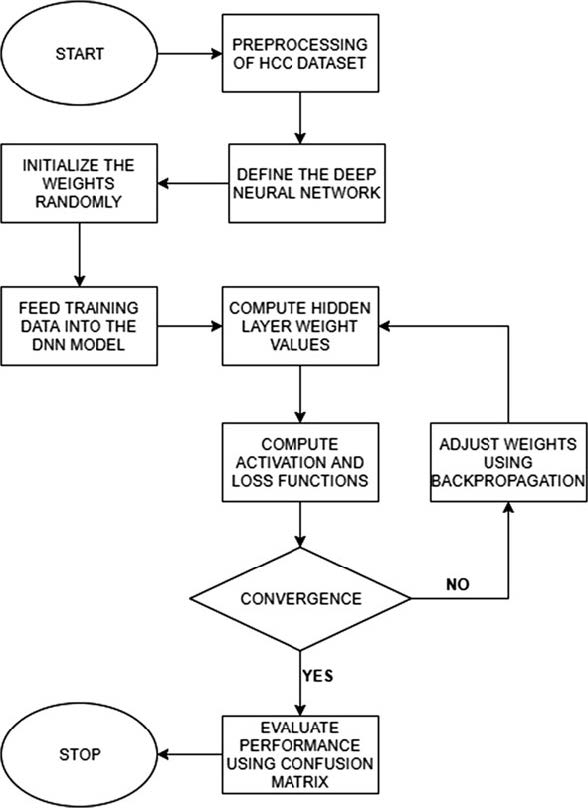 START
PREPROCESSING
OF HCC DATASET
INITIALIZE THE
WEIGHTS
RANDOMLY
DEFINE THE DEEP
NEURAL NETWORK
FEED TRAINING
DATA INTO THE
DNN MODEL
COMPUTE HIDDEN
LAYER WEIGHT
VALUES
COMPUTE
ACTIVATION AND
LOSS FUNCTIONS
ADJUST WEIGHTS
USING
BACKPROPAGATION
CONVERGENCE
NO
YES
EVALUATE
PERFORMANCE
USING CONFUSION
MATRIX
STOP